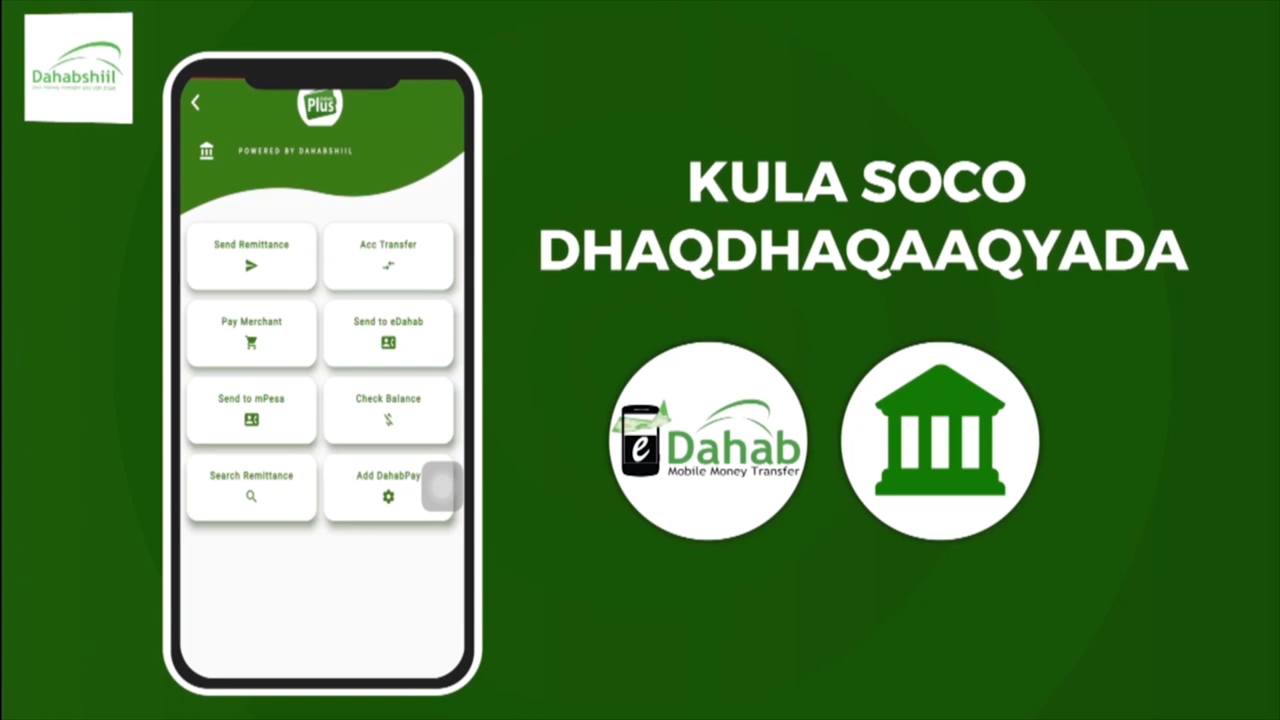 Dahabshiil
Plus
POWERED BY DAHABSHIIL
Send Remittance
Acc Transfer
Pay Merchant
Send to eDahab
Send to mPesa
Check Balance
Search Remittance
Add DahabPay
KULA SOCO
DHAQDHAQAAQYADA
e Dahab
Mobile Money Transfer